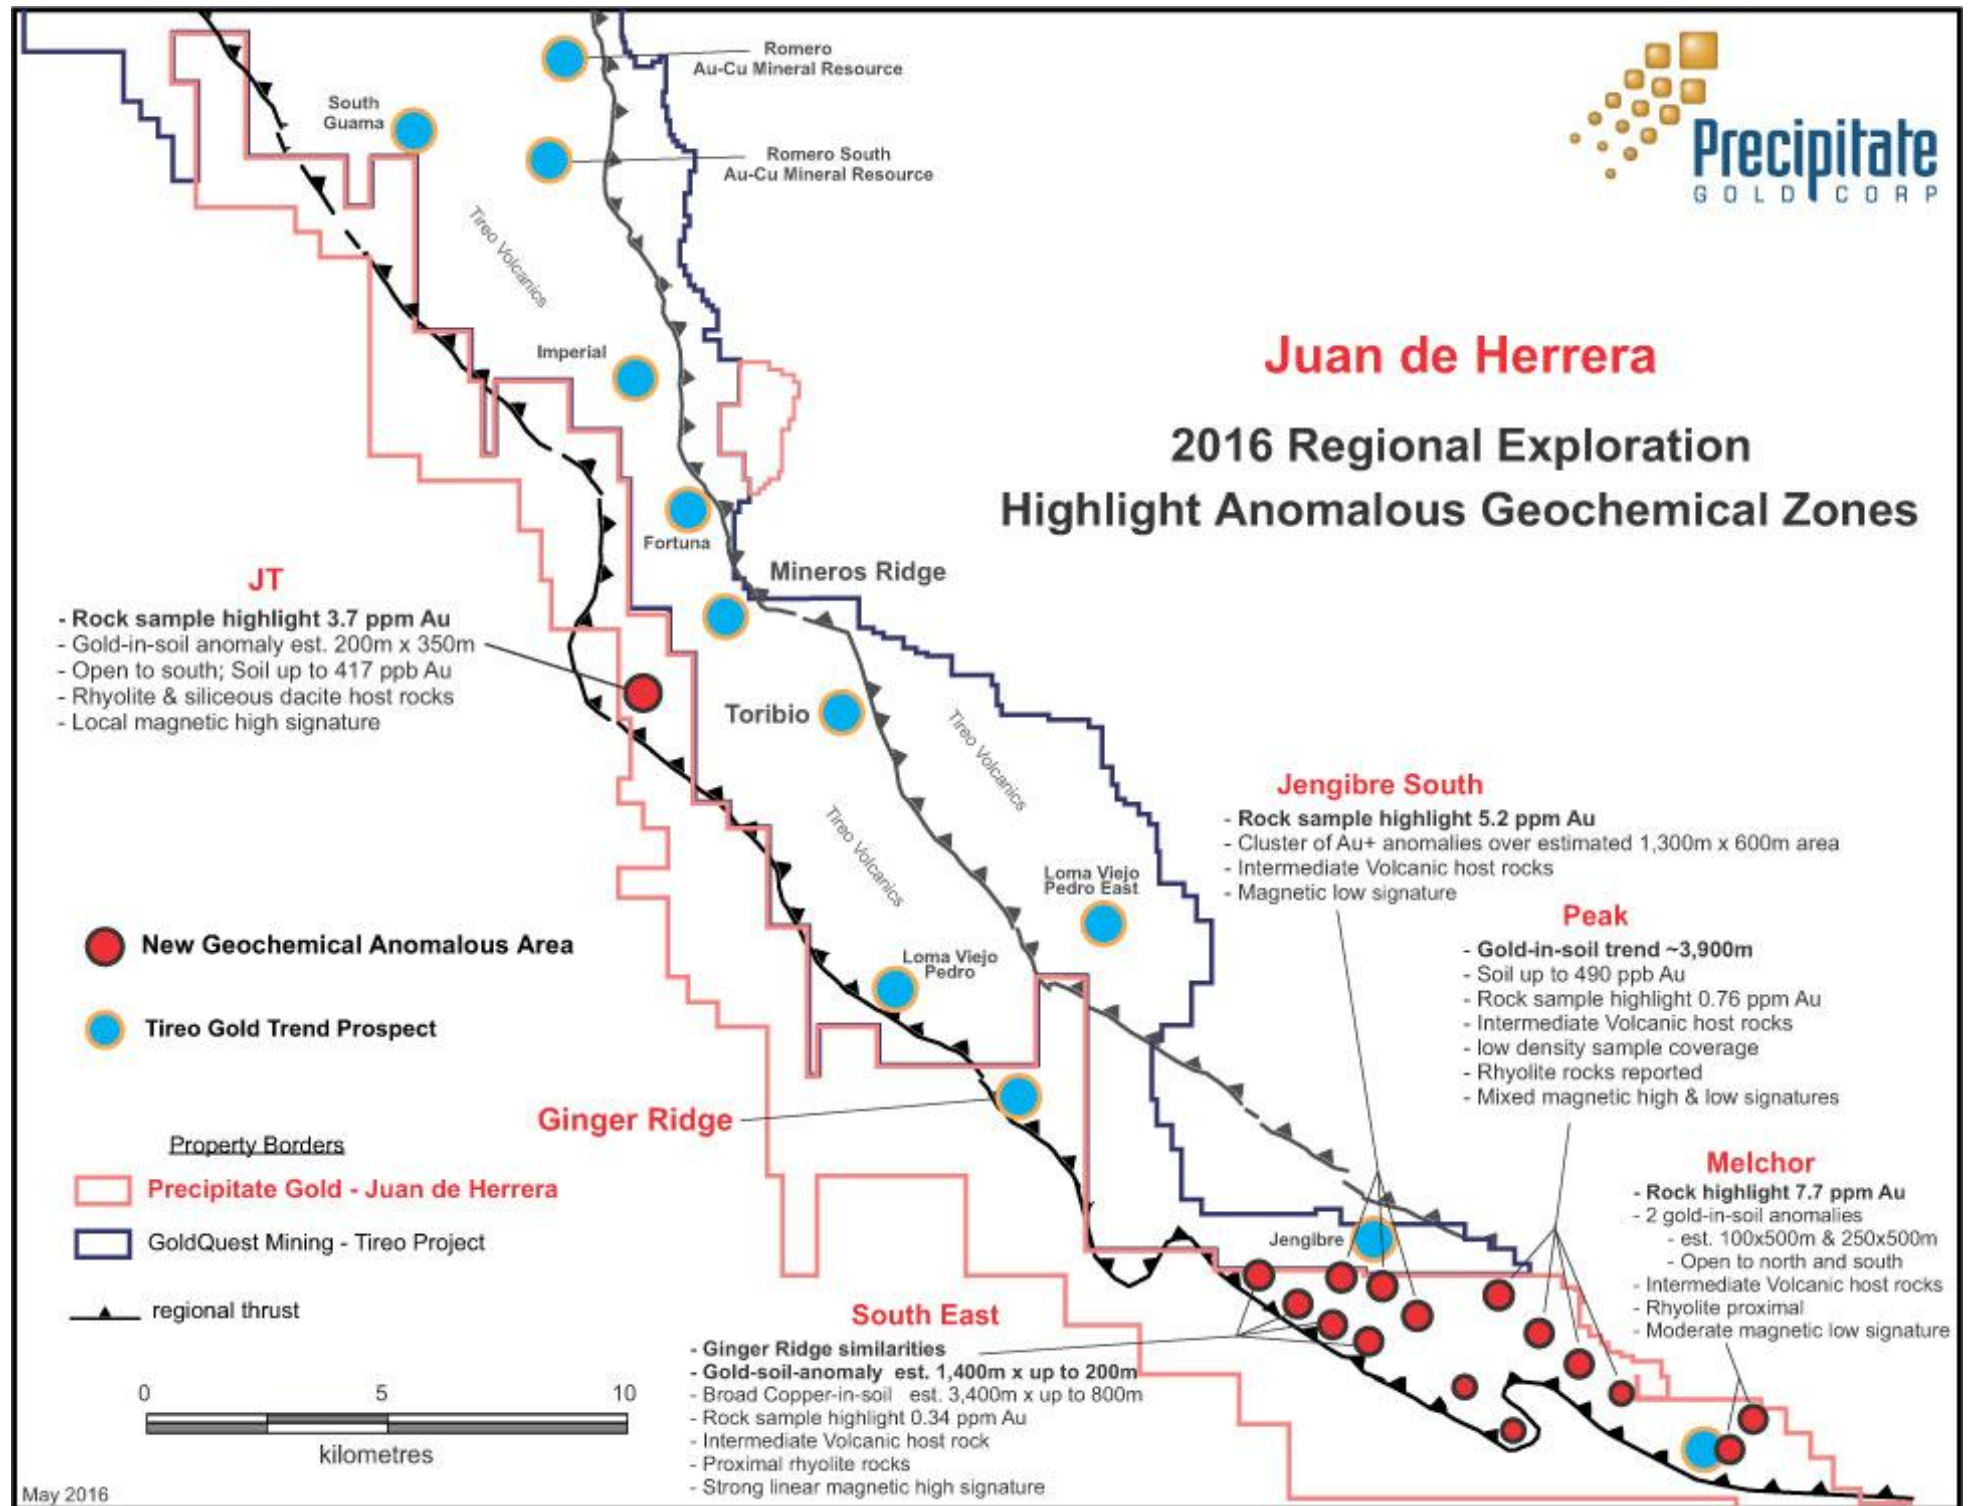 Romero
Au-Cu Mineral Resource
South
Guama
Romero South
Au-Cu Mineral Resource
Precipitate
GOLD CORP
Tireo Volcanics
Imperial
Juan de Herrera
2016 Regional Exploration
Highlight Anomalous Geochemical Zones
Fortuna
Mineros Ridge
JT
- Rock sample highlight 3.7 ppm Au
- Gold-in-soil anomaly est. 200m x 350m
- Open to south; Soil up to 417 ppb Au
- Rhyolite & siliceous dacite host rocks
- Local magnetic high signature
Toribio
Tireo Volcanics
Tireo Volcanics
Jengibre South
- Rock sample highlight 5.2 ppm Au
- Cluster of Au+ anomalies over estimated 1,300m x 600m area
- Intermediate Volcanic host rocks
- Magnetic low signature
Loma Viejo
Pedro East
Peak
- Gold-in-soil trend ~3,900m
- Soil up to 490 ppb Au
- Rock sample highlight 0.76 ppm Au
- Intermediate Volcanic host rocks
- low density sample coverage
- Rhyolite rocks reported
- Mixed magnetic high & low signatures
New Geochemical Anomalous Area
Loma Viejo
Pedro
Tireo Gold Trend Prospect
Ginger Ridge
Property Borders
Precipitate Gold - Juan de Herrera
GoldQuest Mining - Tireo Project
regional thrust
Melchor
- Rock highlight 7.7 ppm Au
- 2 gold-in-soil anomalies
- est. 100x500m & 250x500m
- Open to north and south
- Intermediate Volcanic host rocks
- Rhyolite proximal
- Moderate magnetic low signature
Jengibre
South East
- Ginger Ridge similarities
- Gold-soil-anomaly est. 1,400m x up to 200m
- Broad Copper-in-soil est. 3,400m x up to 800m
- Rock sample highlight 0.34 ppm Au
- Intermediate Volcanic host rock
- Proximal rhyolite rocks
- Strong linear magnetic high signature
0 5 10
kilometres
May 2016